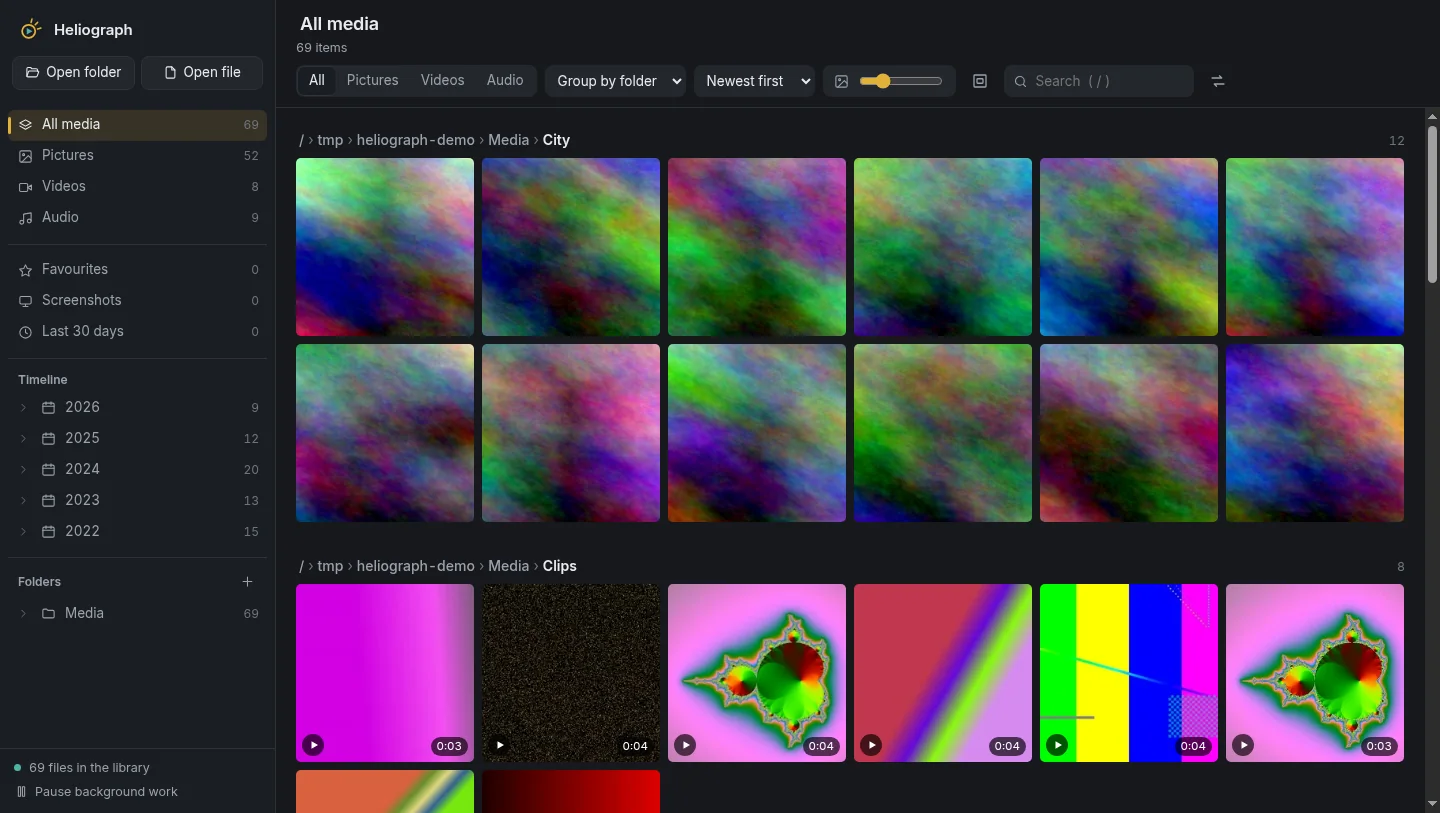 Heliograph
Open folder
Open file
All media 69
Pictures 52
Videos 8
Audio 9
Favourites 0
Screenshots 0
Last 30 days 0
Timeline
2026 9
2025 12
2024 20
2023 13
2022 15
Folders
Media 69
69 files in the library
Pause background work
All media
69 items
All Pictures Videos Audio
Group by folder
Newest first
Search ( / )
/ › tmp › heliograph-demo › Media › City 12
/ › tmp › heliograph-demo › Media › Clips 8
0:03
0:04
0:04
0:04
0:04
0:03